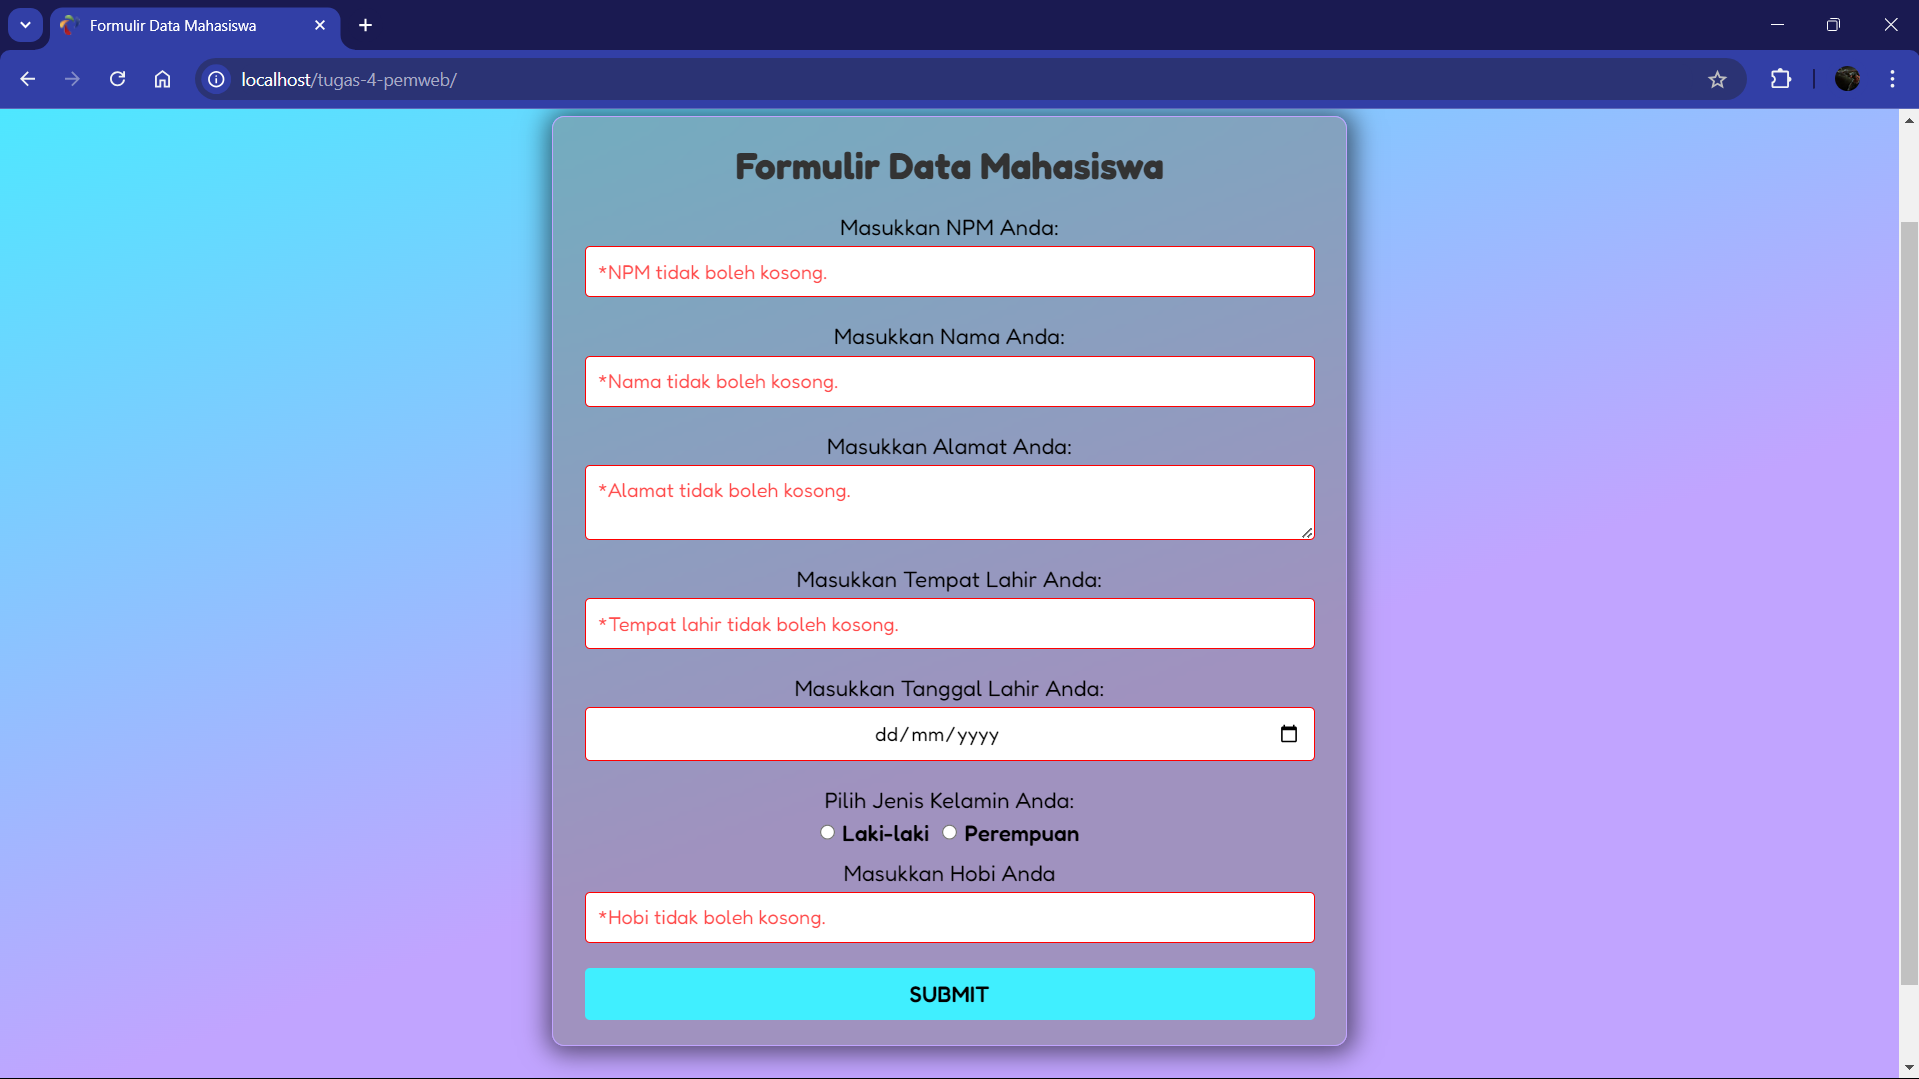 Formulir Data Mahasiswa
localhost/tugas-4-pemweb/
Formulir Data Mahasiswa
Masukkan NPM Anda:
*NPM tidak boleh kosong.
Masukkan Nama Anda:
*Nama tidak boleh kosong.
Masukkan Alamat Anda:
*Alamat tidak boleh kosong.
Masukkan Tempat Lahir Anda:
*Tempat lahir tidak boleh kosong.
Masukkan Tanggal Lahir Anda:
dd/mm/yyyy
Pilih Jenis Kelamin Anda:
Laki-laki Perempuan
Masukkan Hobi Anda
*Hobi tidak boleh kosong.
SUBMIT